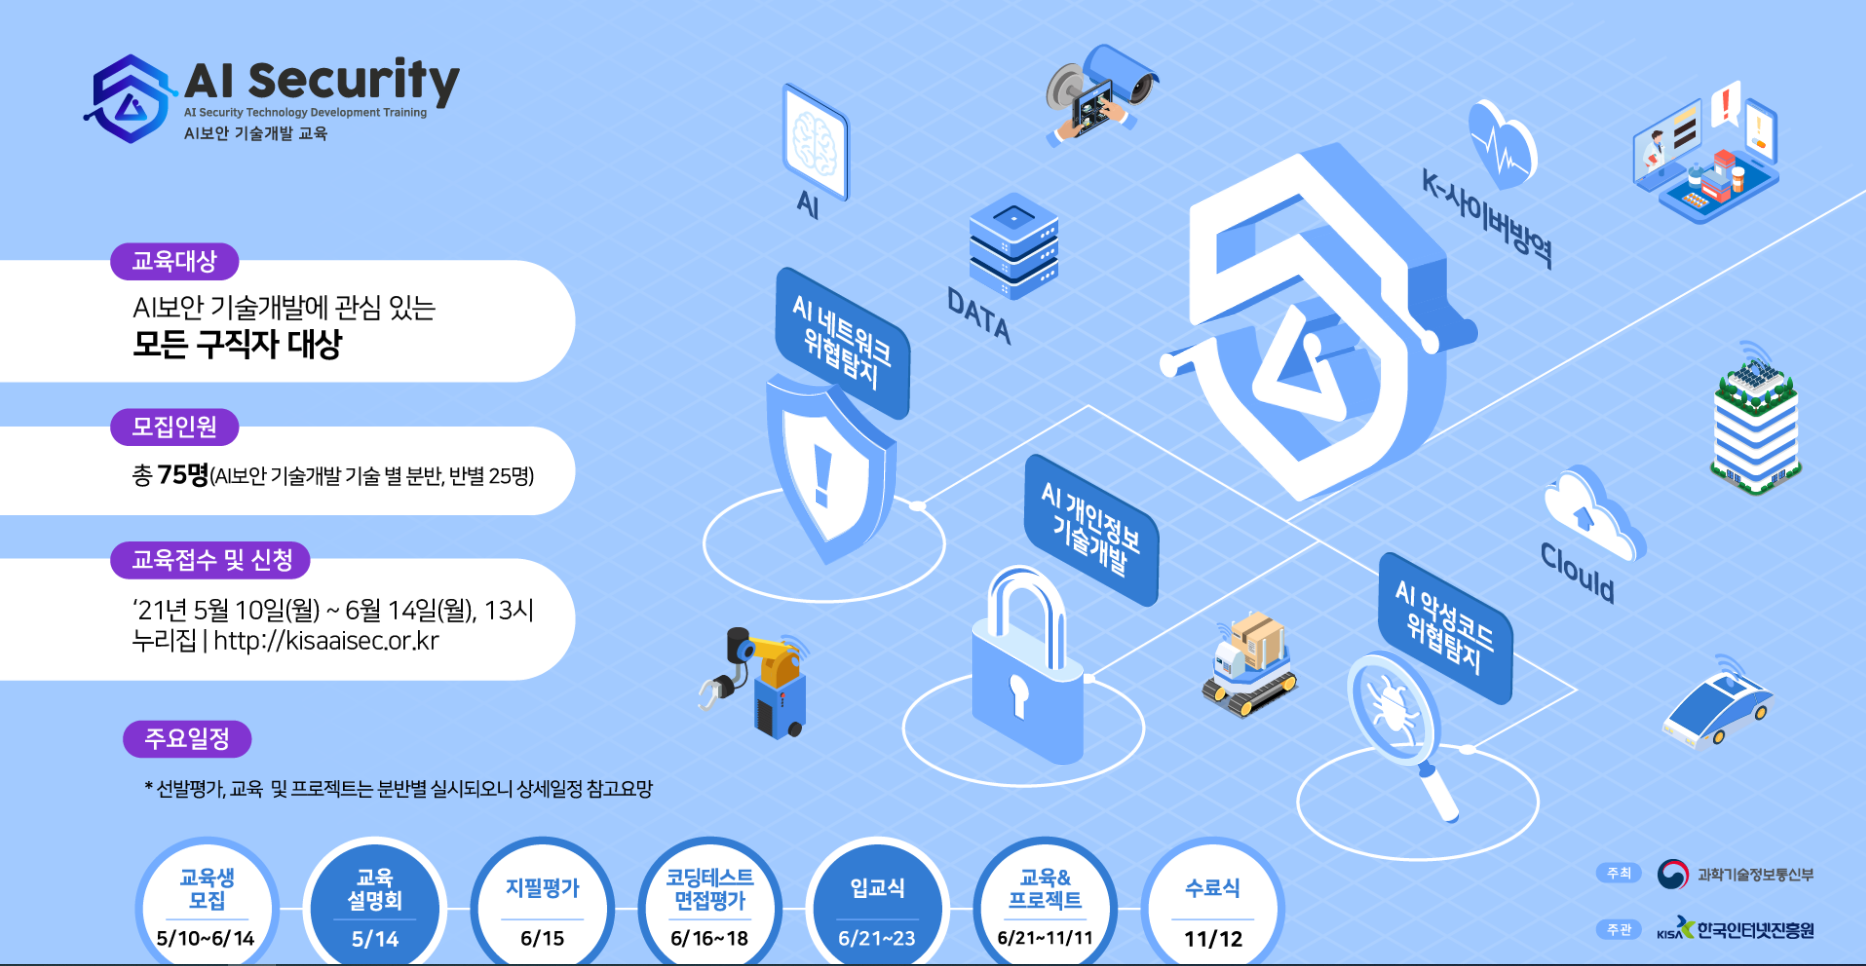 AI Security
AI Security Technology Development Training
AI보안 기술개발 교육
교육대상
AI보안 기술개발에 관심 있는
모든 구직자 대상
모집인원
총 75명(AI보안 기술개발 기술 별 분반, 반별 25명)
교육접수 및 신청
‘21년 5월 10일(월) ~ 6월 14일(월), 13시
누리집 | http://kisaaisec.or.kr
주요일정
* 선발평가, 교육 및 프로젝트는 분반별 실시되오니 상세일정 참고요망
교육생
모집
5/10~6/14
교육
설명회
5/14
지필평가
6/15
코딩테스트
면접평가
6/16~18
입교식
6/21~23
교육&
프로젝트
6/21~11/11
수료식
11/12
AI
DATA
K-사이버방역
Clould
AI 네트워크
위협탐지
AI 개인정보
기술개발
AI 악성코드
위협탐지
주최
과학기술정보통신부
주관
KISA 한국인터넷진흥원